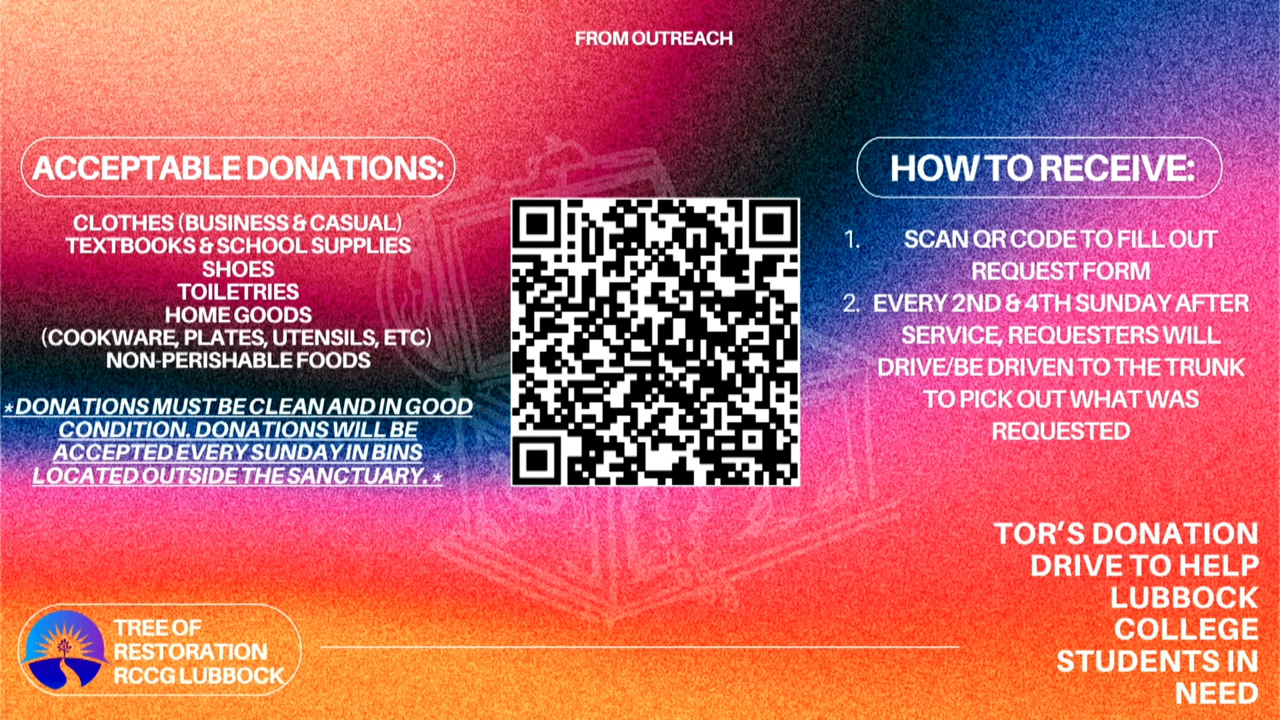 FROM OUTREACH
ACCEPTABLE DONATIONS:
CLOTHES (BUSINESS & CASUAL)
TEXTBOOKS & SCHOOL SUPPLIES
SHOES
TOILETRIES
HOME GOODS
(COOKWARE, PLATES, UTENSILS, ETC)
NON-PERISHABLE FOODS
*DONATIONS MUST BE CLEAN AND IN GOOD
CONDITION. DONATIONS WILL BE
ACCEPTED EVERY SUNDAY IN BINS
LOCATED OUTSIDE THE SANCTUARY. *
HOW TO RECEIVE:
1. SCAN QR CODE TO FILL OUT
REQUEST FORM
2. EVERY 2ND & 4TH SUNDAY AFTER
SERVICE, REQUESTERS WILL
DRIVE/BE DRIVEN TO THE TRUNK
TO PICK OUT WHAT WAS
REQUESTED
TOR'S DONATION
DRIVE TO HELP
LUBBOCK
COLLEGE
STUDENTS IN
NEED
TREE OF
RESTORATION
RCCG LUBBOCK